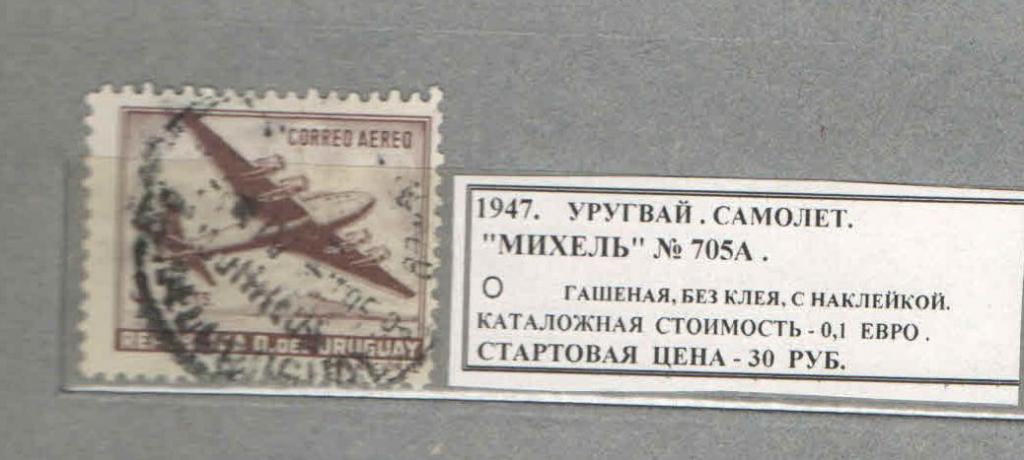 CORREO AEREO
URUGUAY
1947. УРУГВАЙ . САМОЛЕТ.
"МИХЕЛЬ" № 705А .
О ГАШЕНАЯ, БЕЗ КЛЕЯ, С НАКЛЕЙКОЙ.
КАТАЛОЖНАЯ СТОИМОСТЬ - 0,1 ЕВРО .
СТАРТОВАЯ ЦЕНА - 30 РУБ.